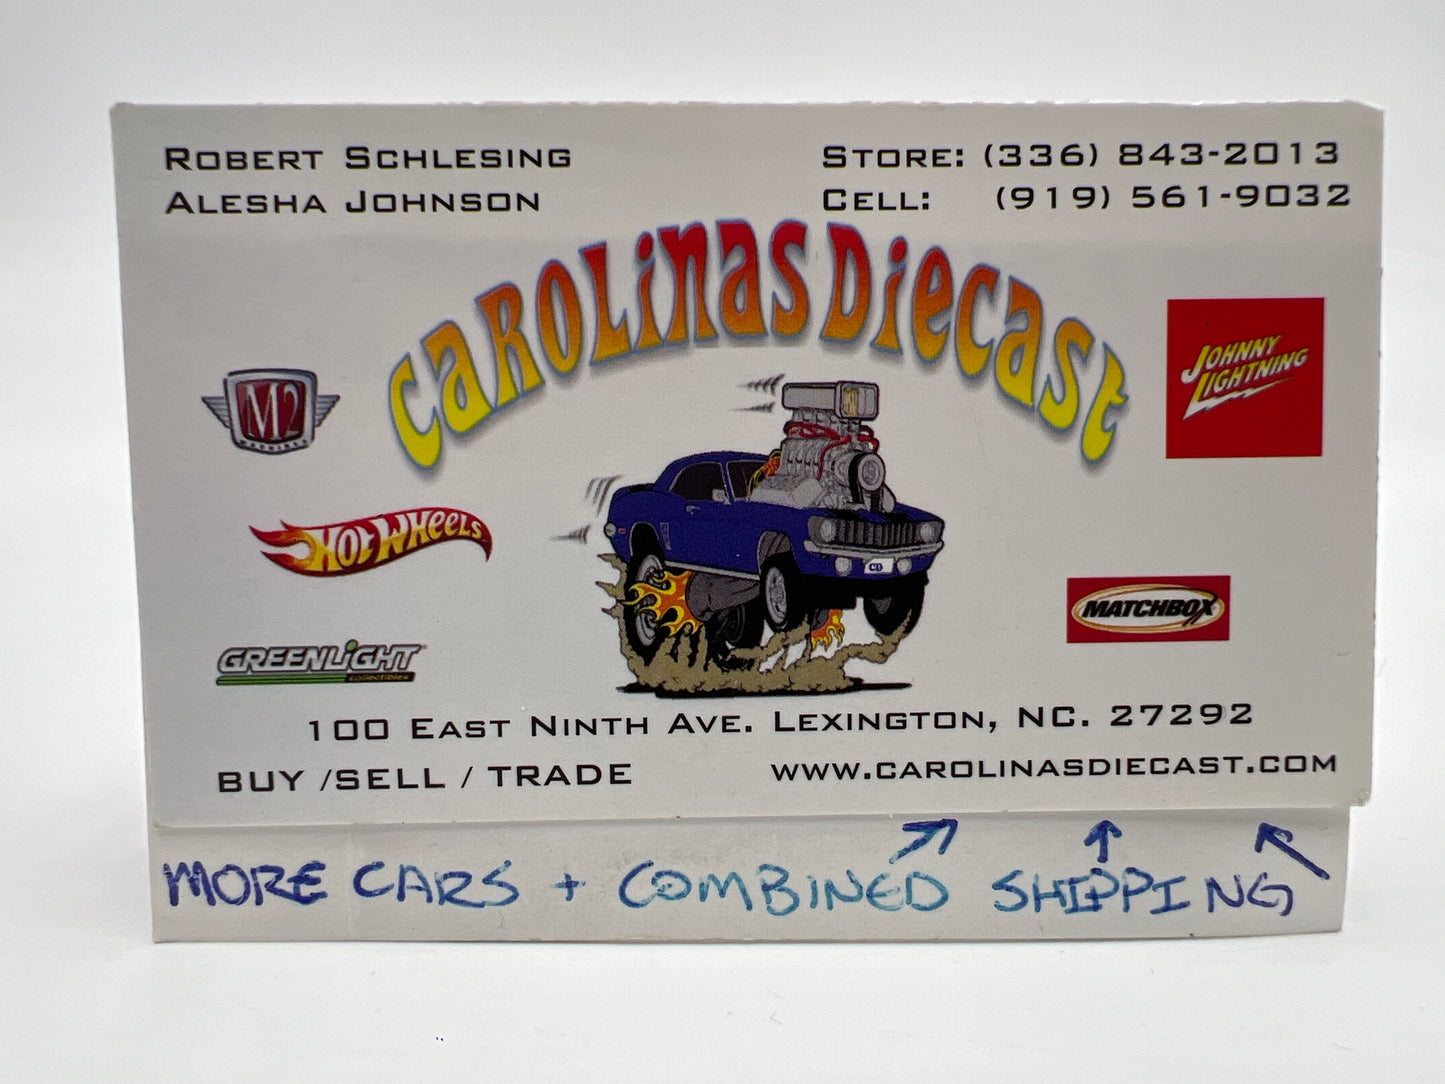 ROBERT SCHLESING
ALESHA JOHNSON
STORE: (336) 843-2013
CELL: (919) 561-9032
CAROLiNAS DiECAST
M2
MACHINES
JOHNNY
LIGHTNING
HOT WHEELS
CD
MATCHBOX
GREENLiGHT
collectibles
100 EAST NINTH AVE. LEXINGTON, NC. 27292
BUY /SELL / TRADE
WWW.CAROLINASDIECAST.COM
MORE CARS + COMBINED SHIPPING